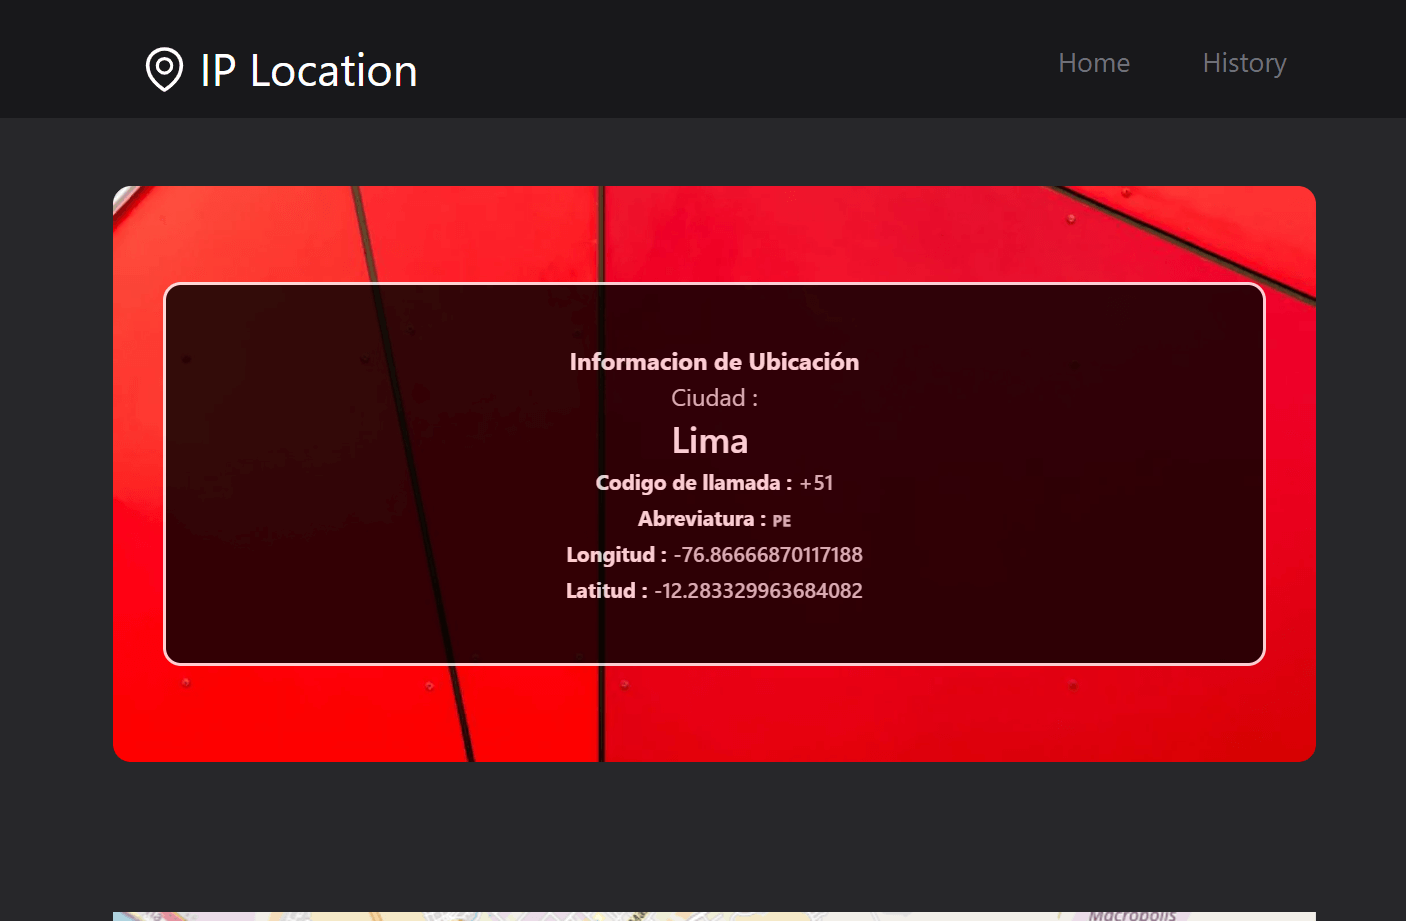 IP Location
Home
History
Informacion de Ubicación
Ciudad :
Lima
Codigo de llamada : +51
Abreviatura : PE
Longitud : -76.86666870117188
Latitud : -12.283329963684082
Macropolis